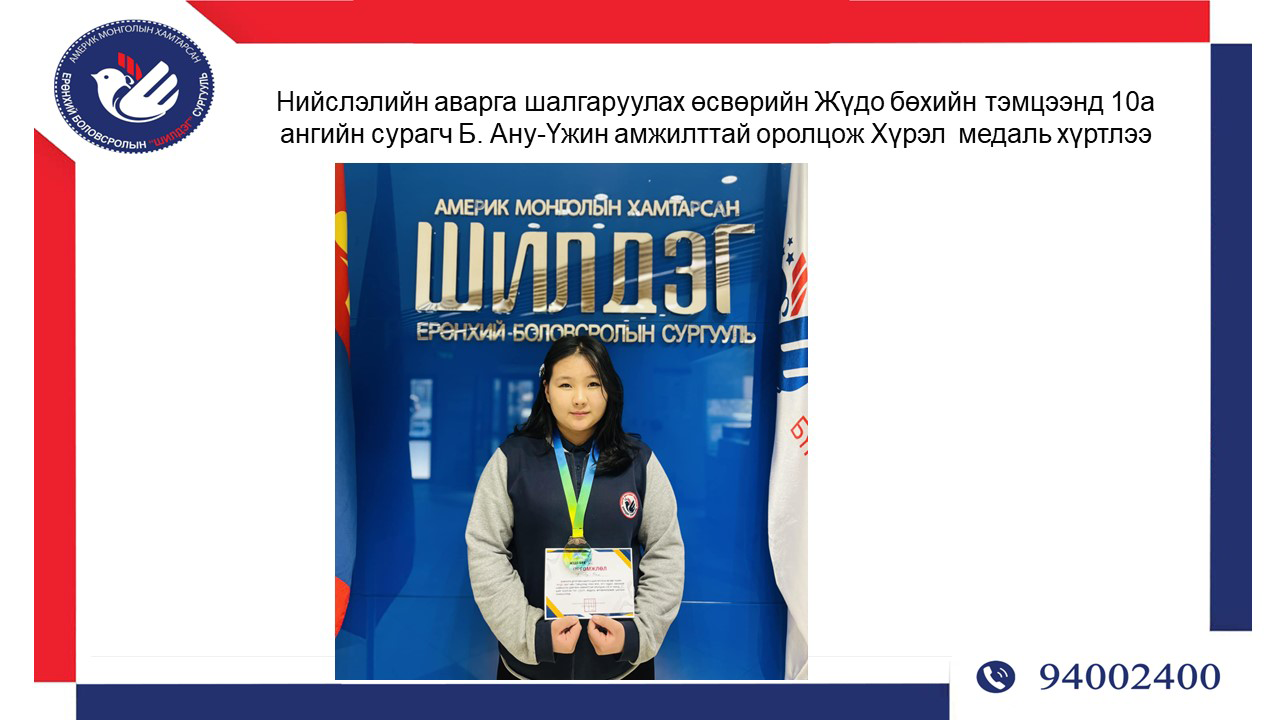 АМЕРИК МОНГОЛЫН ХАМТАРСАН
ЕРӨНХИЙ БОЛОВСРОЛЫН "ШИЛДЭГ" СУРГУУЛЬ
Нийслэлийн аварга шалгаруулах өсвөрийн Жүдо бөхийн тэмцээнд 10а
ангийн сурагч Б. Ану-Үжин амжилттай оролцож Хүрэл медаль хүртлээ
АМЕРИК МОНГОЛЫН ХАМТАРСАН
ШИЛДЭГ
ЕРӨНХИЙ БОЛОВСРОЛЫН СУРГУУЛЬ
94002400